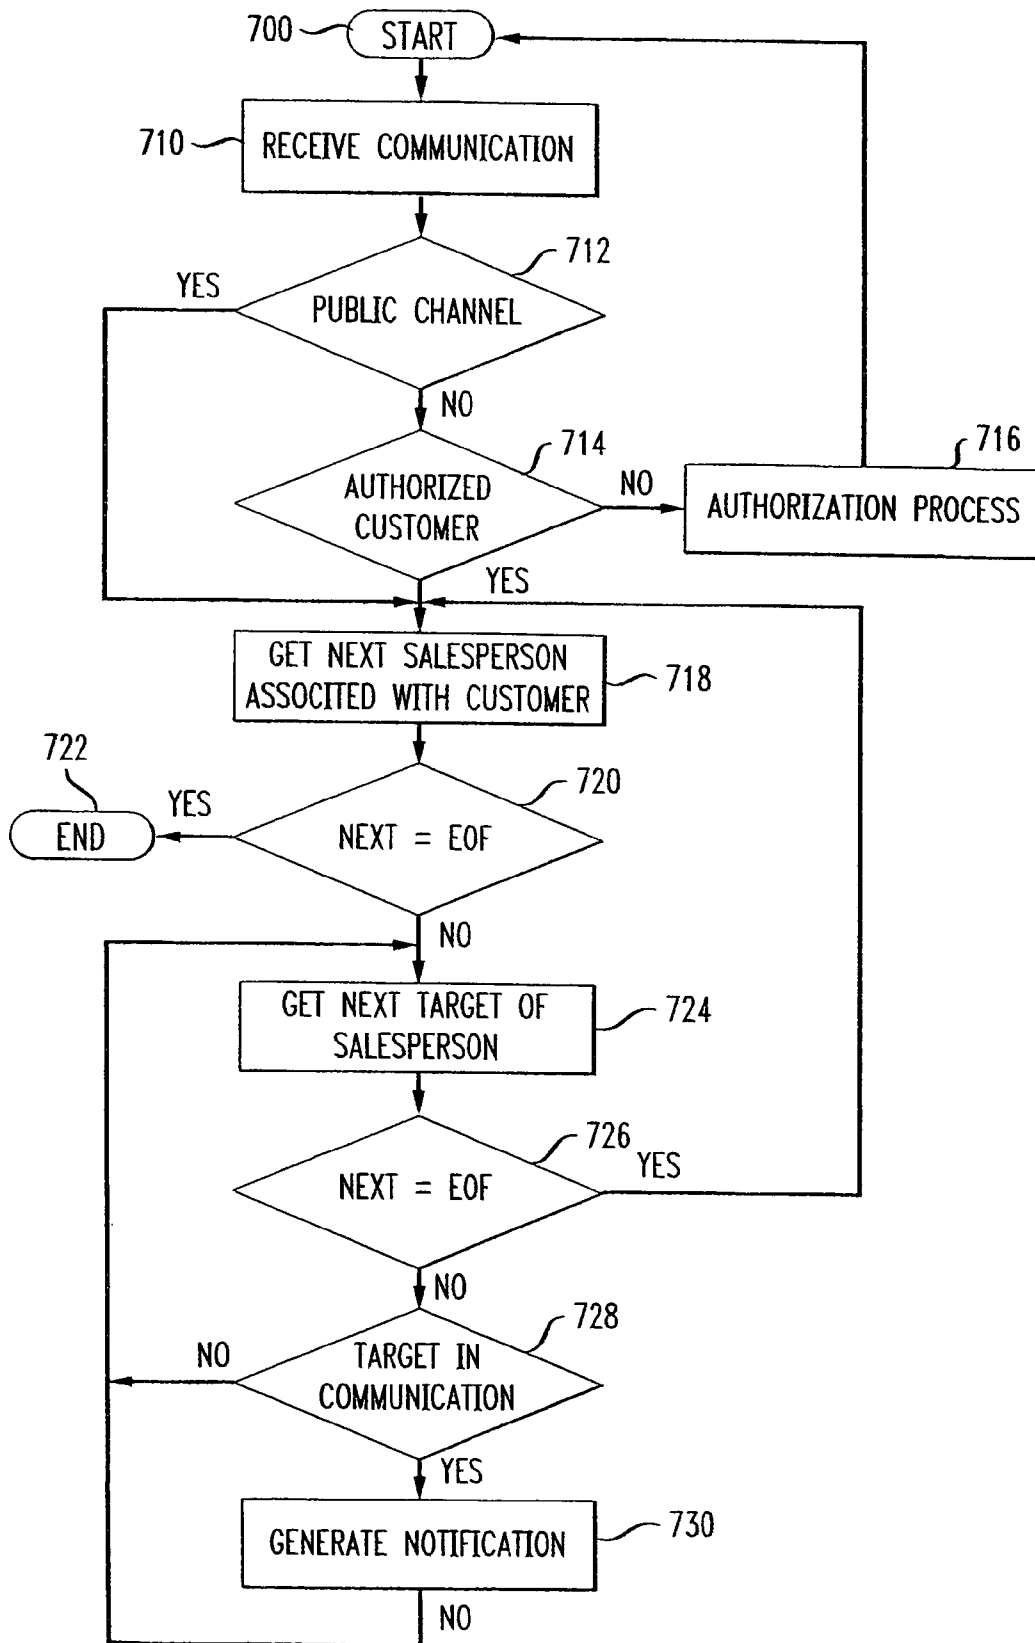 700
START
710
RECEIVE COMMUNICATION
712
YES
PUBLIC CHANNEL
NO
714
716
AUTHORIZED
CUSTOMER
NO
AUTHORIZATION PROCESS
YES
GET NEXT SALESPERSON
ASSOCITED WITH CUSTOMER
718
722
720
YES
END
NEXT = EOF
NO
GET NEXT TARGET OF
SALESPERSON
724
726
YES
NEXT = EOF
NO
728
NO
TARGET IN
COMMUNICATION
YES
GENERATE NOTIFICATION
730
NO